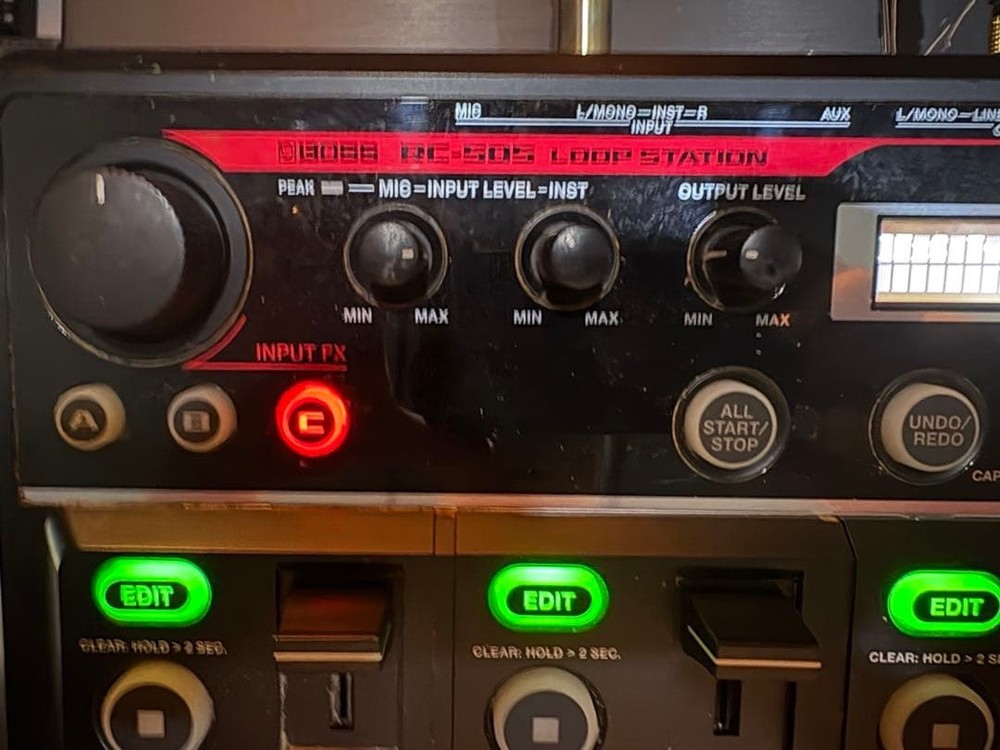 MIC L/MONO=INST=R AUX
INPUT
L/MONO=LINE
BOSS RC-505 LOOP STATION
PEAK MIC=INPUT LEVEL=INST OUTPUT LEVEL
MIN MAX MIN MAX MIN MAX
INPUT FX
A B C
ALL
START/
STOP
UNDO/
REDO
CAP
EDIT EDIT EDIT
CLEAR: HOLD > 2 SEC. CLEAR: HOLD > 2 SEC. CLEAR: HOLD > 2 SE